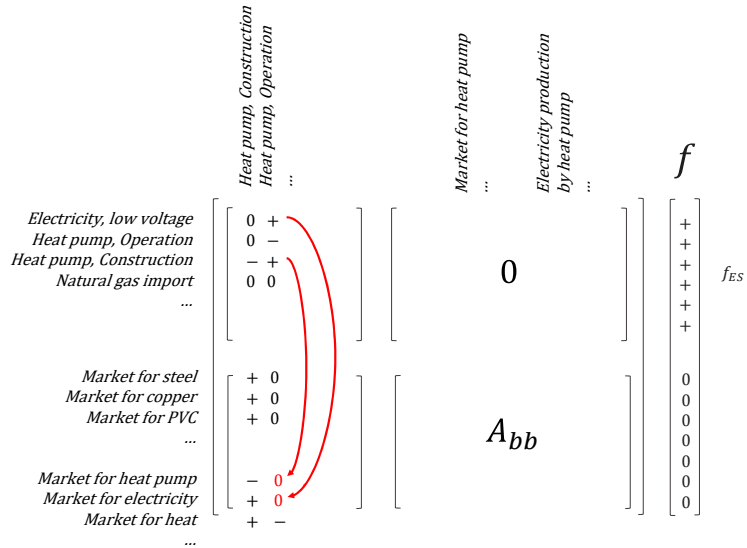 Heat pump, Construction
Heat pump, Operation
...
Market for heat pump
...
Electricity production
by heat pump
...
f
Electricity, low voltage 0 + +
Heat pump, Operation 0 − +
Heat pump, Construction − + +
Natural gas import 0 0 +
... +
+
0
f_ES
Market for steel + 0 0
Market for copper + 0 0
Market for PVC + 0 0
... 0
A_bb
0
Market for heat pump − 0 0
Market for electricity + 0 0
Market for heat + −
...